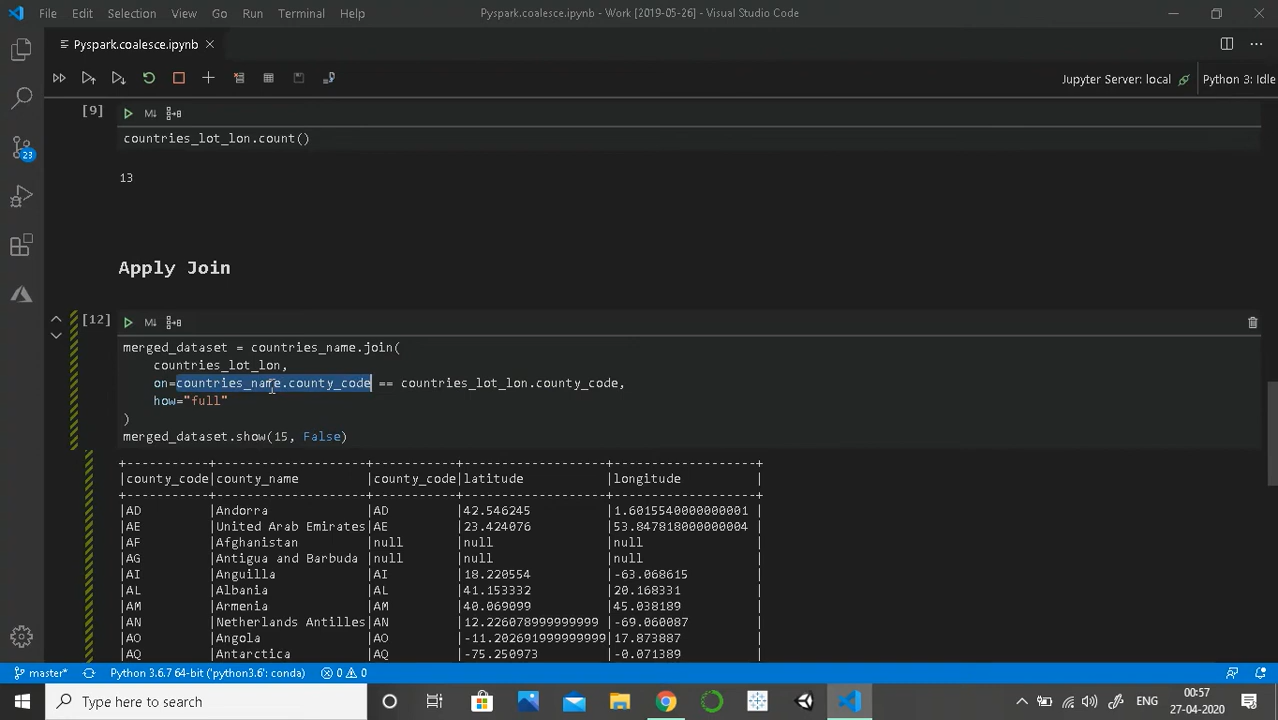 File Edit Selection View Go Run Terminal Help Pyspark.coalesce.ipynb - Work [2019-05-26] - Visual Studio Code
Pyspark.coalesce.ipynb
Jupyter Server: local Python 3: Idle
[9]
countries_lot_lon.count()
13
23
Apply Join
[12]
merged_dataset = countries_name.join(
countries_lot_lon,
on=countries_name.county_code == countries_lot_lon.county_code,
how="full"
)
merged_dataset.show(15, False)
+----------+--------------------+-----------+-------------------+-------------------+
|county_code|county_name |county_code|latitude |longitude |
+----------+--------------------+-----------+-------------------+-------------------+
|AD |Andorra |AD |42.546245 |1.6015540000000001 |
|AE |United Arab Emirates|AE |23.424076 |53.847818000000004 |
|AF |Afghanistan |null |null |null |
|AG |Antigua and Barbuda |null |null |null |
|AI |Anguilla |AI |18.220554 |-63.068615 |
|AL |Albania |AL |41.153332 |20.168331 |
|AM |Armenia |AM |40.069099 |45.038189 |
|AN |Netherlands Antilles|AN |12.226078999999999 |-69.060087 |
|AO |Angola |AO |-11.202691999999999|17.873887 |
|AQ |Antarctica |AQ |-75.250973 |-0.071389 |
master* Python 3.6.7 64-bit ('python3.6': conda) 0 0
Type here to search ENG 00:57
27-04-2020